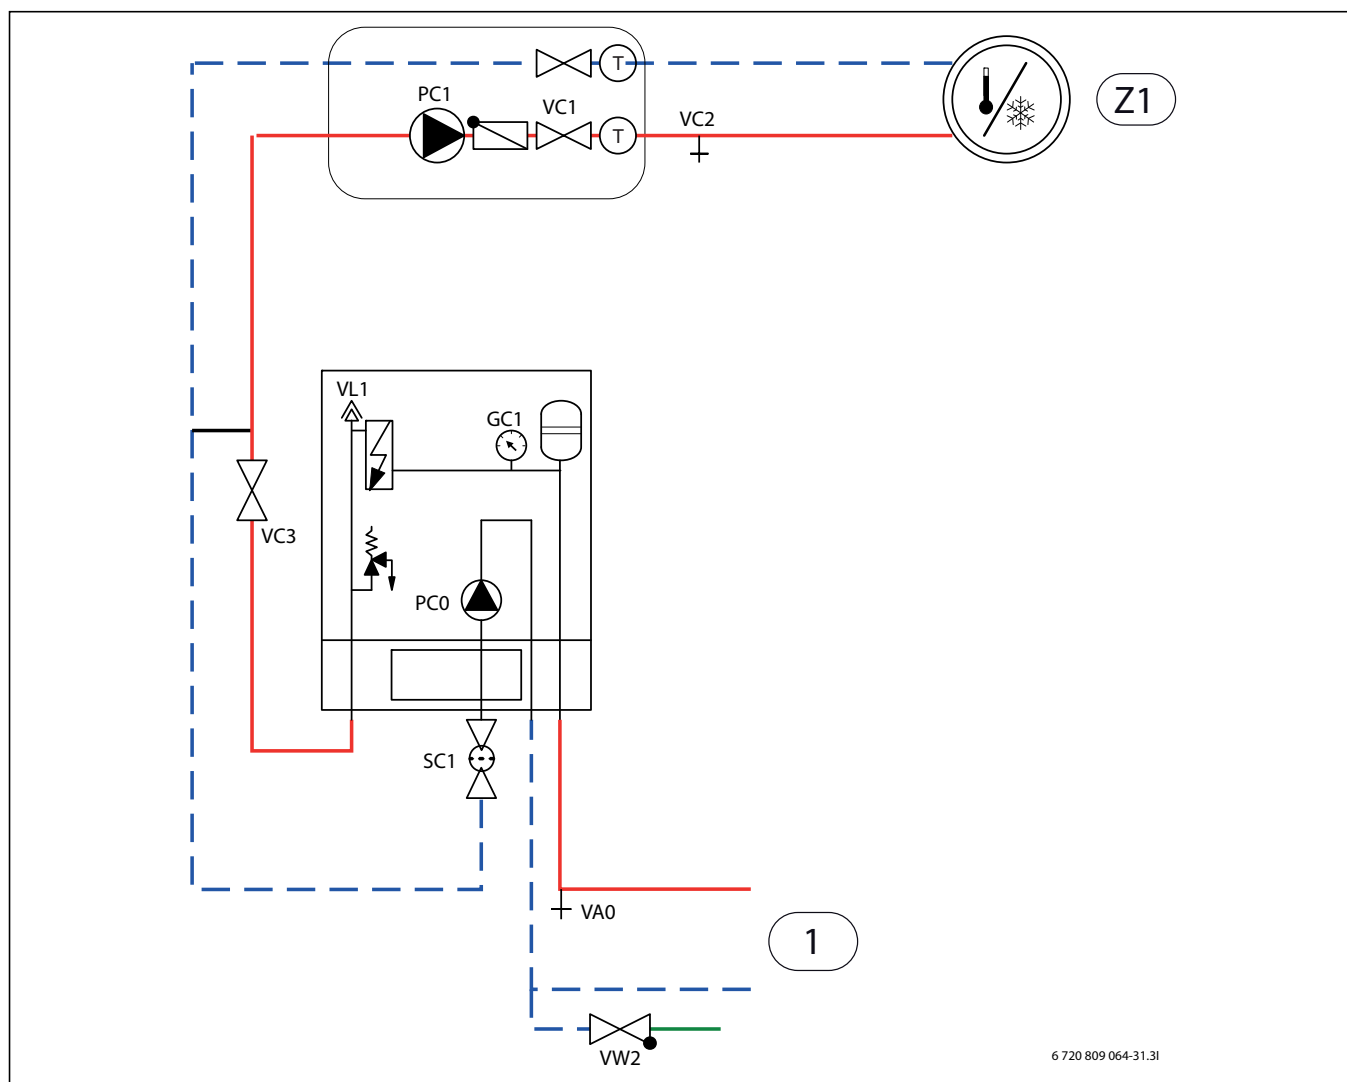 T
PC1
VC1
VC2
T
Z1
VL1
GC1
VC3
PC0
SC1
VA0
1
VW2
6 720 809 064-31.3I